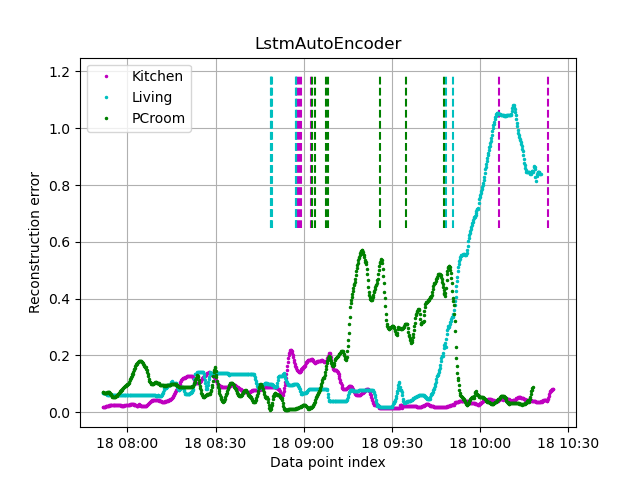 LstmAutoEncoder
Kitchen
Living
PCroom
Reconstruction error
1.2
1.0
0.8
0.6
0.4
0.2
0.0
18 08:00 18 08:30 18 09:00 18 09:30 18 10:00 18 10:30
Data point index